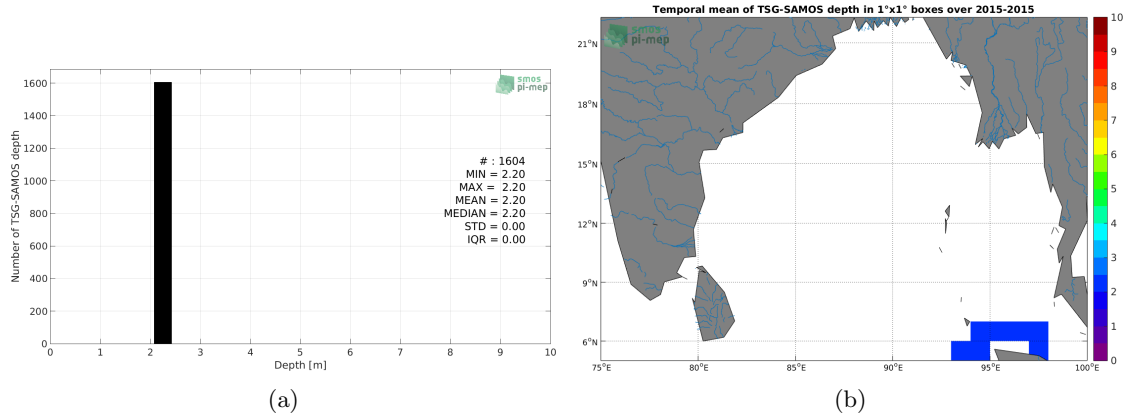 1600
1400
1200
1000
800
600
400
200
0
Number of TSG-SAMOS depth
smos
pi-mep
# : 1604
MIN = 2.20
MAX = 2.20
MEAN = 2.20
MEDIAN = 2.20
STD = 0.00
IQR = 0.00
0 1 2 3 4 5 6 7 8 9 10
Depth [m]
(a)
Temporal mean of TSG-SAMOS depth in 1°x1° boxes over 2015-2015
smos
pi-mep
21°N
18°N
15°N
12°N
9°N
6°N
75°E 80°E 85°E 90°E 95°E 100°E
10
9
8
7
6
5
4
3
2
1
0
(b)